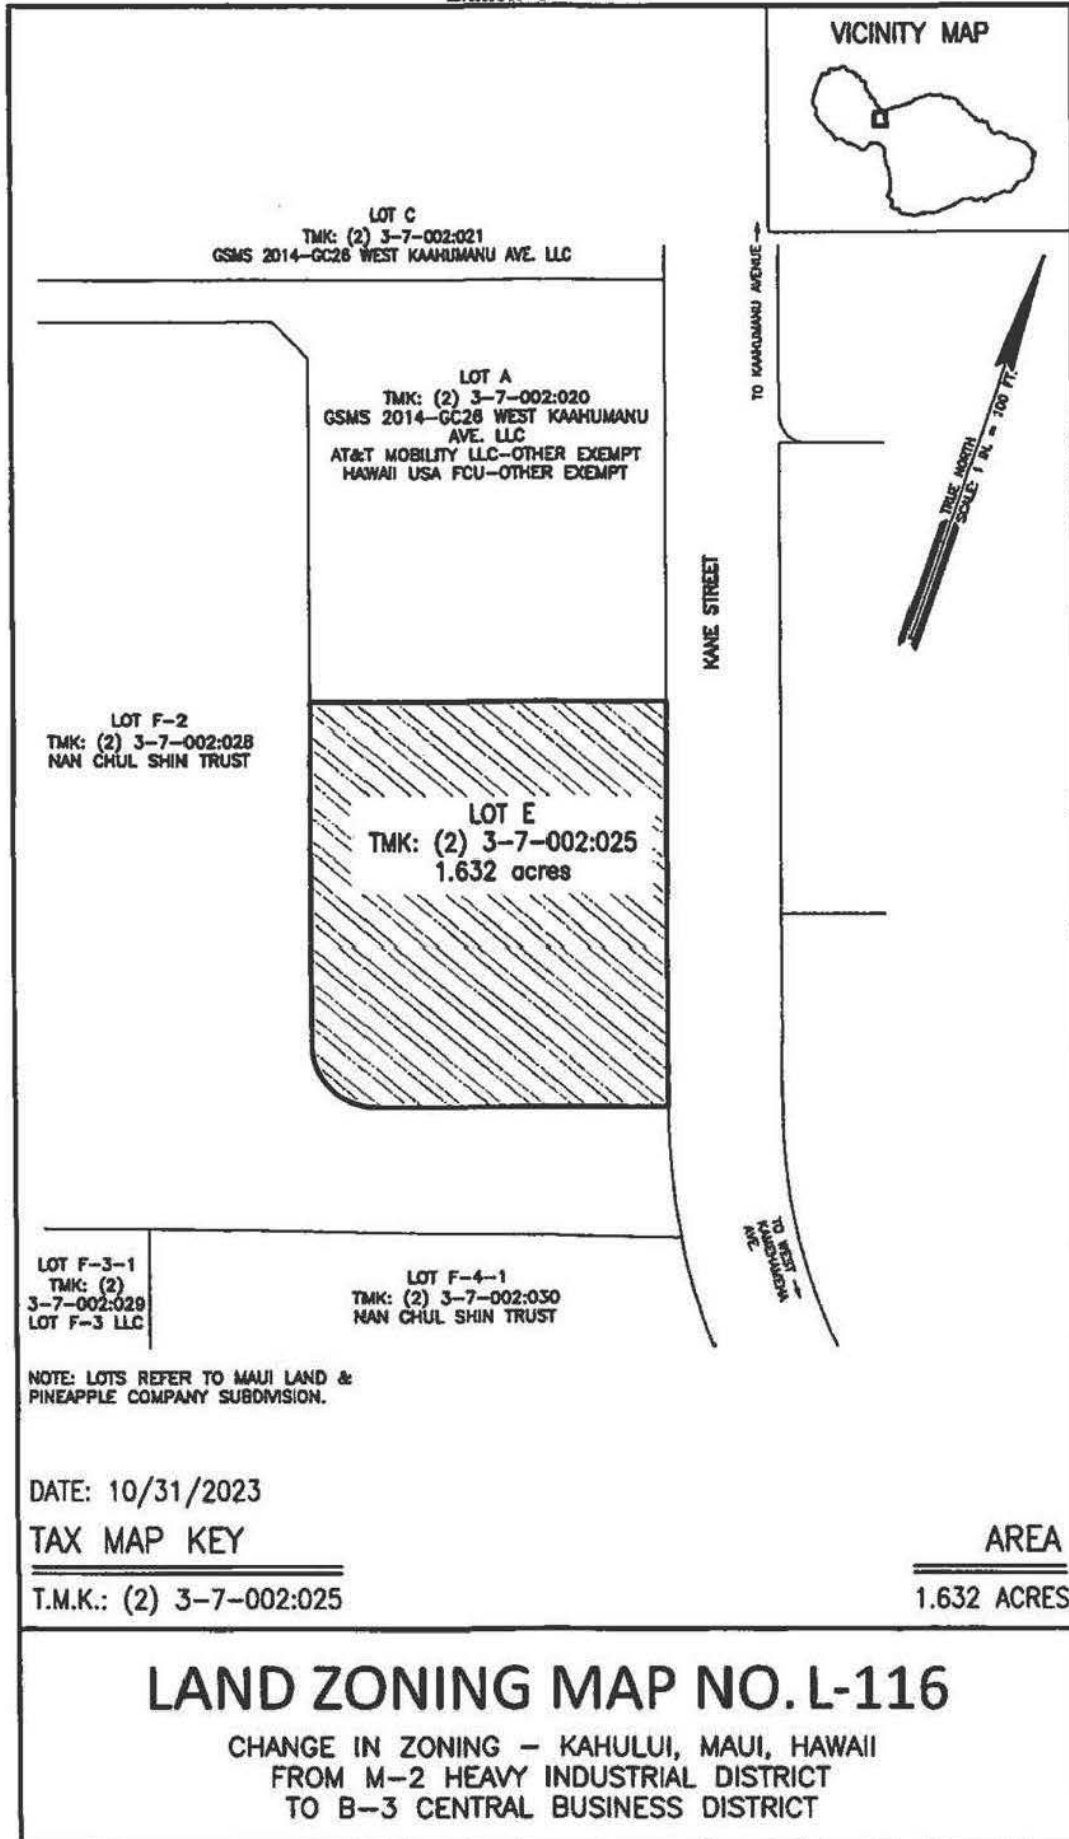 VICINITY MAP
LOT C
TMK: (2) 3-7-002:021
GSMS 2014-GC26 WEST KAAHUMANU AVE. LLC
TO KAAHUMANU AVENUE →
LOT A
TMK: (2) 3-7-002:020
GSMS 2014-GC26 WEST KAAHUMANU
AVE. LLC
AT&T MOBILITY LLC-OTHER EXEMPT
HAWAII USA FCU-OTHER EXEMPT
TRUE NORTH
SCALE: 1 IN. = 100 FT.
KANE STREET
LOT F-2
TMK: (2) 3-7-002:028
NAN CHUL SHIN TRUST
LOT E
TMK: (2) 3-7-002:025
1.632 acres
TO WEST →
KAMEHAMEHA
AVE.
LOT F-3-1
TMK: (2)
3-7-002:029
LOT F-3 LLC
LOT F-4-1
TMK: (2) 3-7-002:030
NAN CHUL SHIN TRUST
NOTE: LOTS REFER TO MAUI LAND &
PINEAPPLE COMPANY SUBDIVISION.
DATE: 10/31/2023
TAX MAP KEY
AREA
T.M.K.: (2) 3-7-002:025
1.632 ACRES
LAND ZONING MAP NO. L-116
CHANGE IN ZONING - KAHULUI, MAUI, HAWAII
FROM M-2 HEAVY INDUSTRIAL DISTRICT
TO B-3 CENTRAL BUSINESS DISTRICT